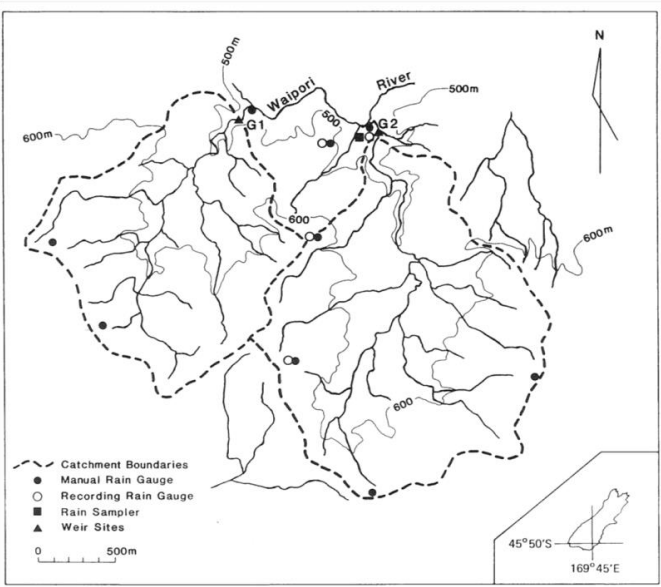 N
500m
Waipori
River
500m
G1
500
G2
600m
600
600m
600
Catchment Boundaries
Manual Rain Gauge
Recording Rain Gauge
Rain Sampler
Weir Sites
0 500m
45°50'S
169°45'E